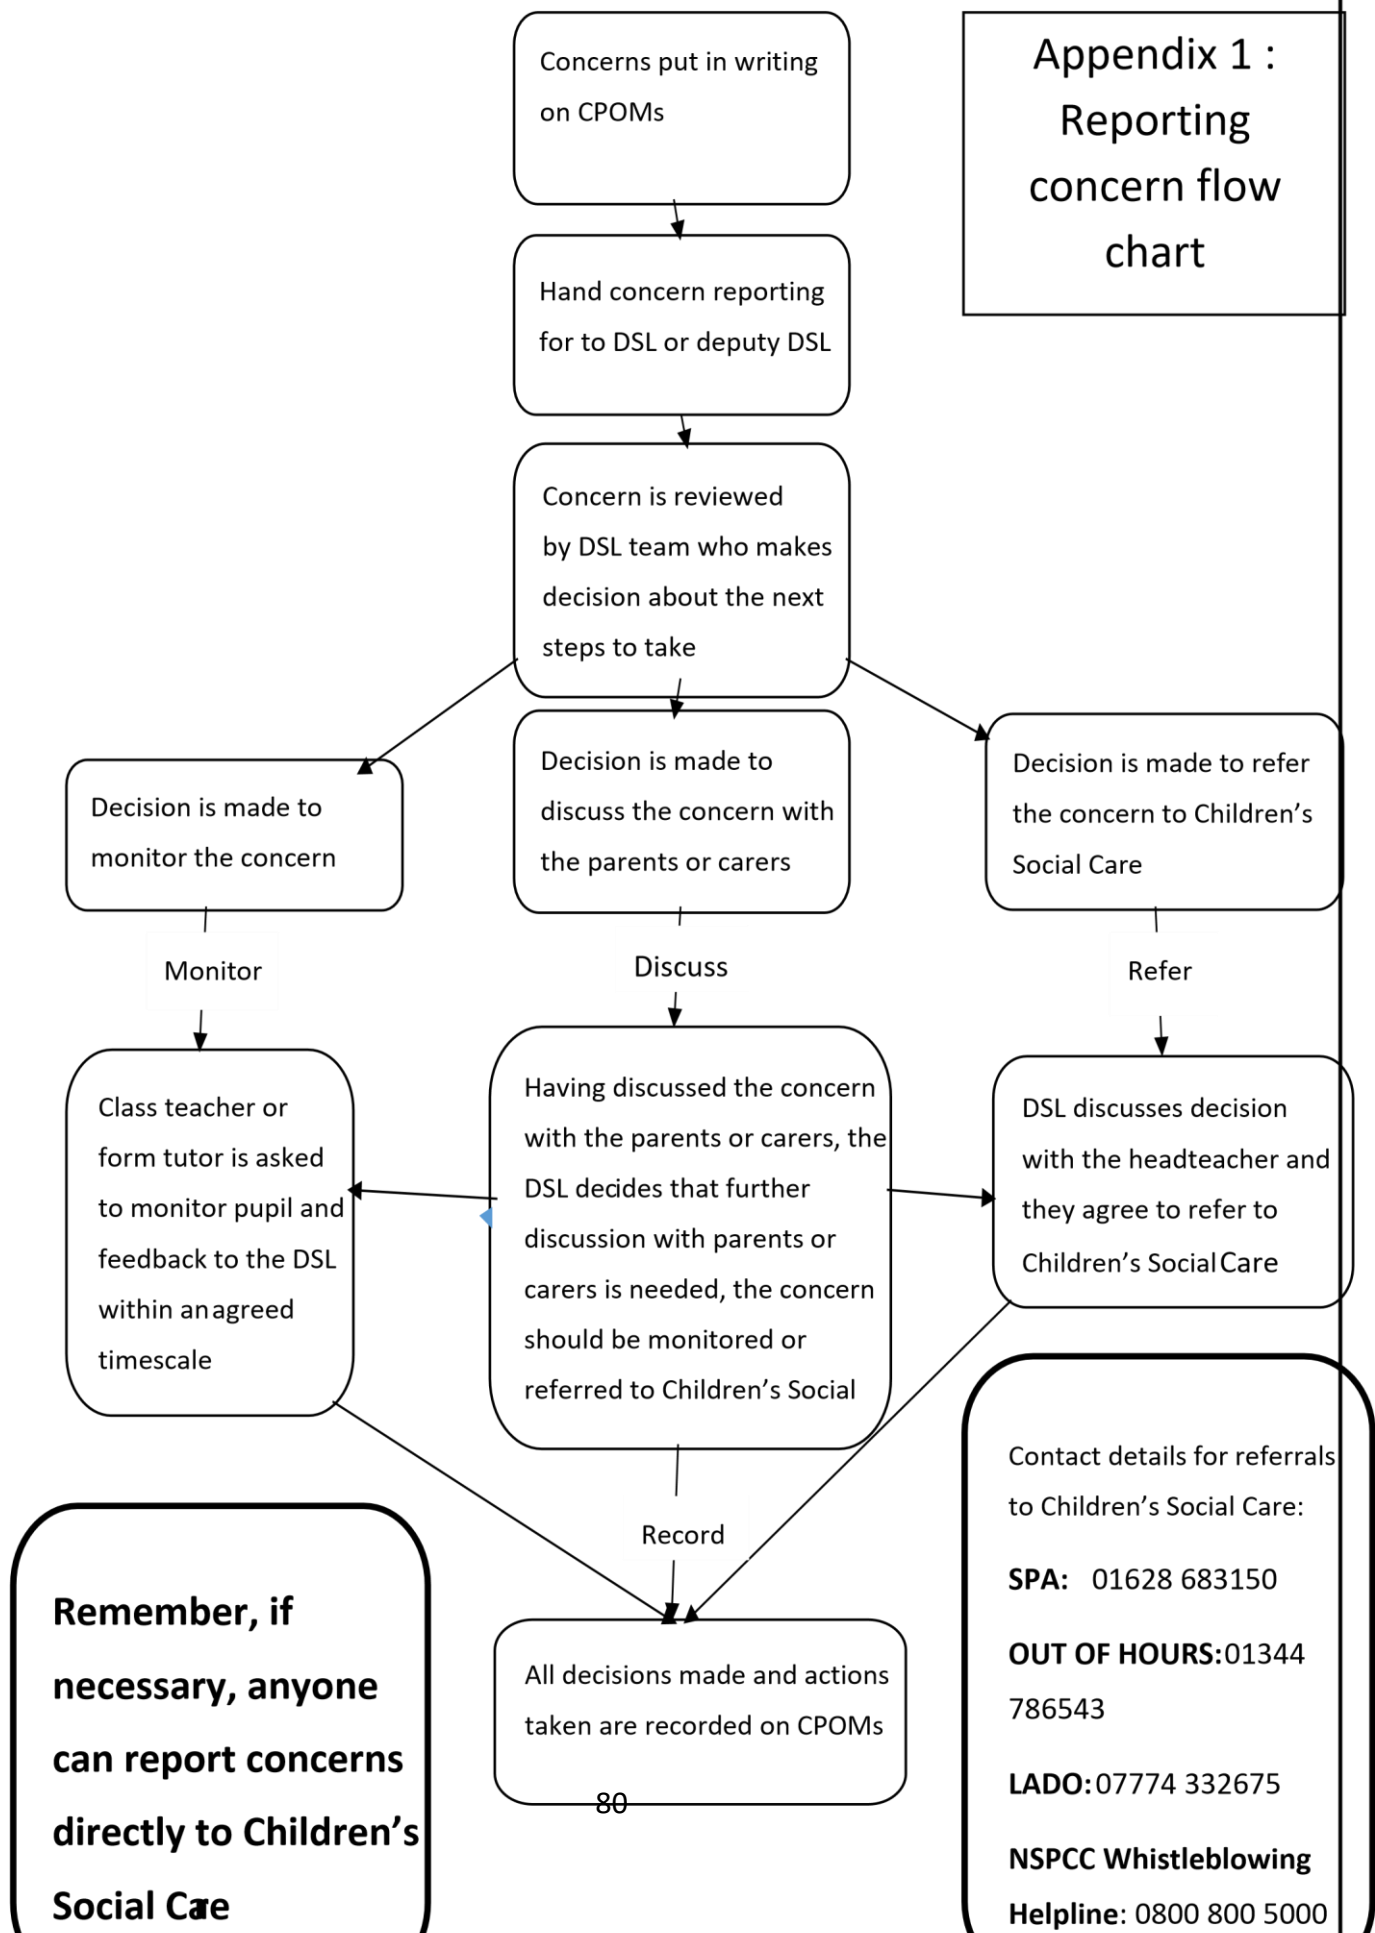 Concerns put in writing
on CPOMs
Appendix 1 :
Reporting
concern flow
chart
Hand concern reporting
for to DSL or deputy DSL
Concern is reviewed
by DSL team who makes
decision about the next
steps to take
Decision is made to
monitor the concern
Decision is made to
discuss the concern with
the parents or carers
Decision is made to refer
the concern to Children’s
Social Care
Monitor
Discuss
Refer
Class teacher or
form tutor is asked
to monitor pupil and
feedback to the DSL
within an agreed
timescale
Having discussed the concern
with the parents or carers, the
DSL decides that further
discussion with parents or
carers is needed, the concern
should be monitored or
referred to Children’s Social
DSL discusses decision
with the headteacher and
they agree to refer to
Children’s Social Care
Record
All decisions made and actions
taken are recorded on CPOMs
80
Remember, if
necessary, anyone
can report concerns
directly to Children’s
Social Care
Contact details for referrals
to Children’s Social Care:
SPA: 01628 683150
OUT OF HOURS: 01344
786543
LADO: 07774 332675
NSPCC Whistleblowing
Helpline: 0800 800 5000